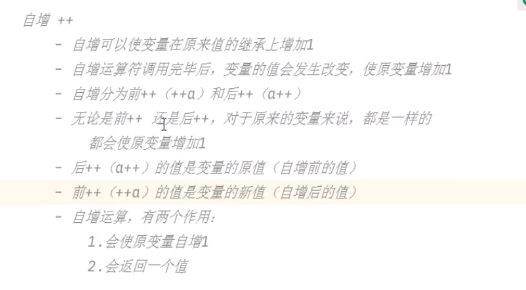 自增 ++
- 自增可以使变量在原来值的继承上增加1
- 自增运算符调用完毕后，变量的值会发生改变，使原变量增加1
- 自增分为前++（++a）和后++（a++）
- 无论是前++ 还是后++，对于原来的变量来说，都是一样的
都会使原变量增加1
- 后++（a++）的值是变量的原值（自增前的值）
- 前++（++a）的值是变量的新值（自增后的值）
- 自增运算，有两个作用：
1.会使原变量自增1
2.会返回一个值